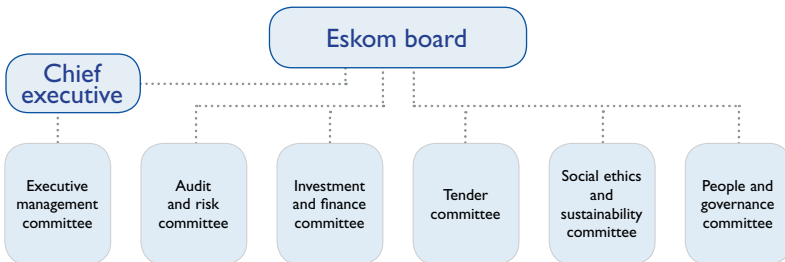 Eskom board
Chief
executive
Executive
management
committee
Audit
and risk
committee
Investment
and finance
committee
Tender
committee
Social ethics
and
sustainability
committee
People and
governance
committee